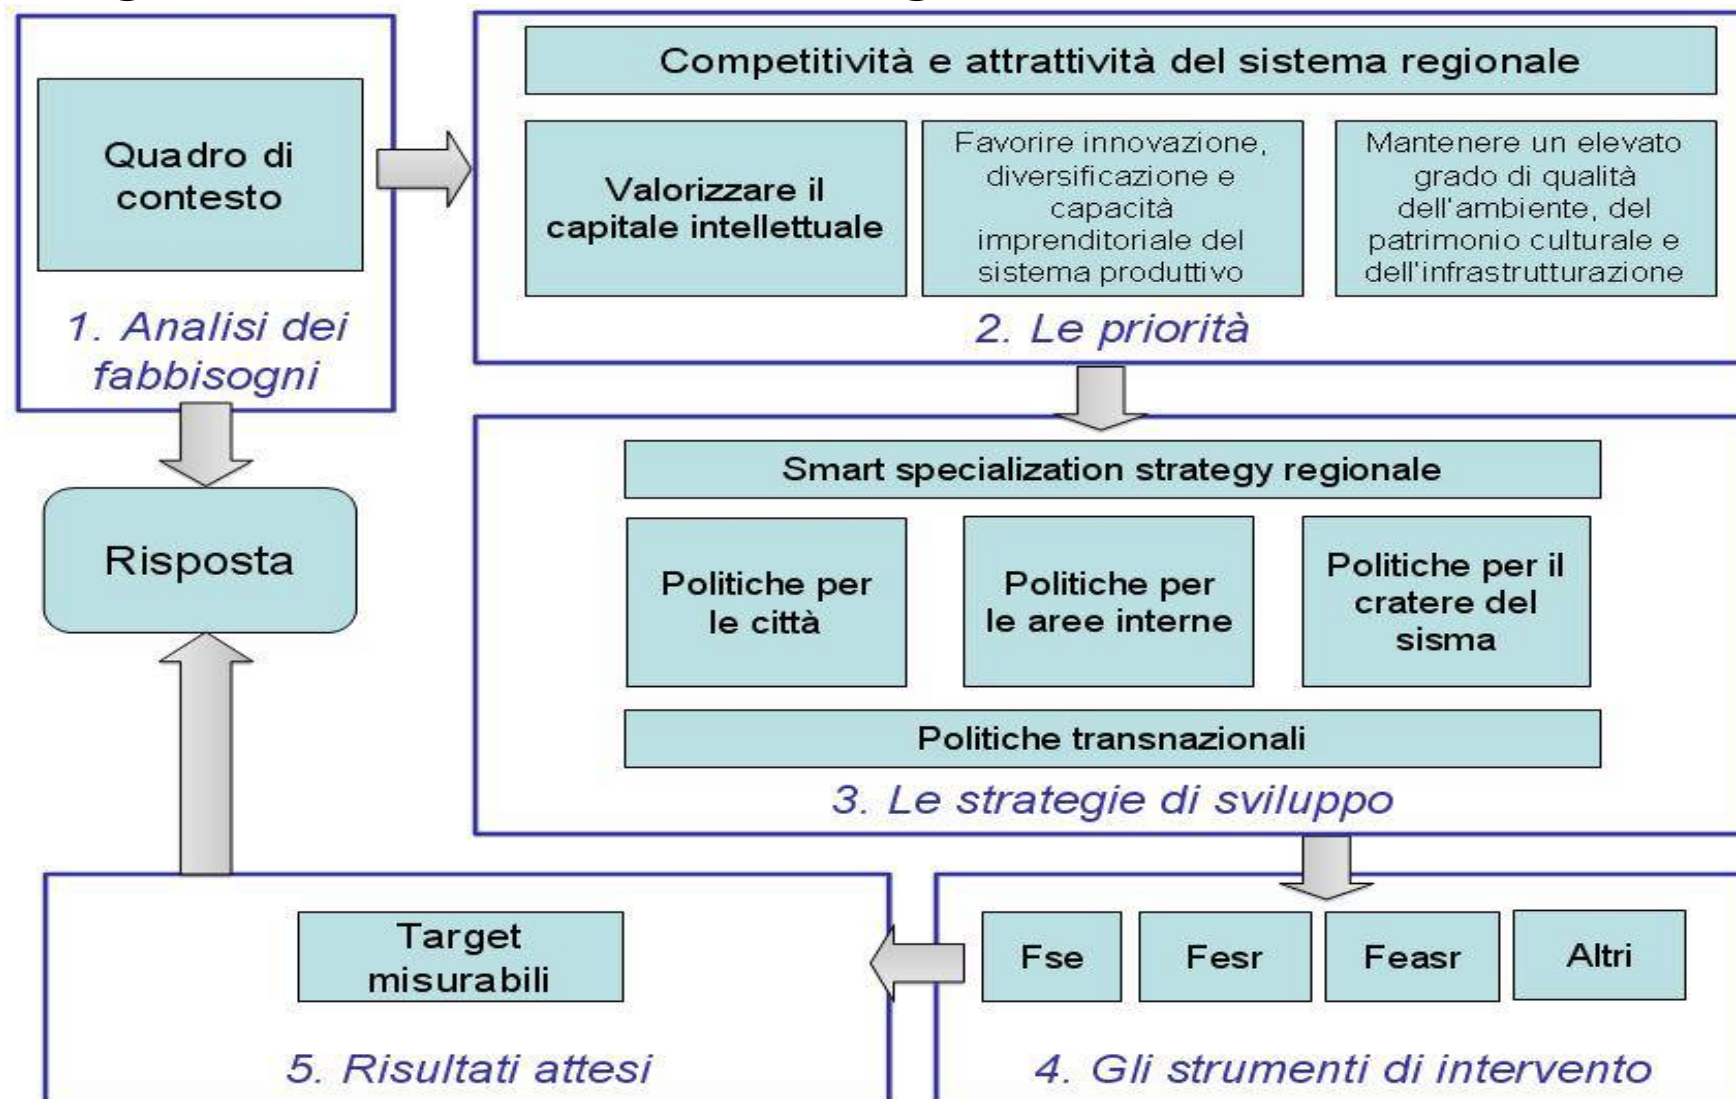 Competitività e attrattività del sistema regionale
Quadro di
contesto
Valorizzare il
capitale intellettuale
Favorire innovazione,
diversificazione e
capacità
imprenditoriale del
sistema produttivo
Mantenere un elevato
grado di qualità
dell'ambiente, del
patrimonio culturale e
dell'infrastrutturazione
1. Analisi dei
fabbisogni
2. Le priorità
Smart specialization strategy regionale
Risposta
Politiche per
le città
Politiche per
le aree interne
Politiche per il
cratere del
sisma
Politiche transnazionali
3. Le strategie di sviluppo
Target
misurabili
Fse
Fesr
Feasr
Altri
5. Risultati attesi
4. Gli strumenti di intervento